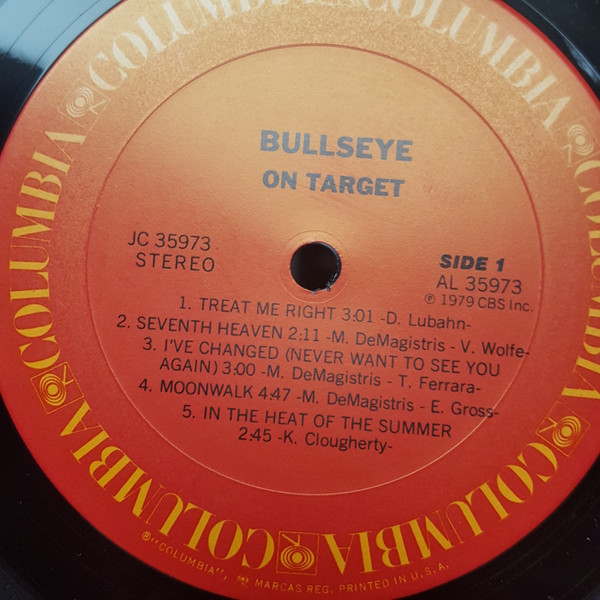 COLUMBIA COLUMBIA COLUMBIA COLUMBIA COLUMBIA COLUMBIA
BULLSEYE
ON TARGET
JC 35973
STEREO
SIDE 1
AL 35973
℗ 1979 CBS Inc.
1. TREAT ME RIGHT 3:01 -D. Lubahn-
2. SEVENTH HEAVEN 2:11 -M. DeMagistris - V. Wolfe-
3. I'VE CHANGED (NEVER WANT TO SEE YOU
AGAIN) 3:00 -M. DeMagistris - T. Ferrara-
4. MOONWALK 4:47 -M. DeMagistris - E. Gross-
5. IN THE HEAT OF THE SUMMER
2:45 -K. Clougherty-
® "COLUMBIA", MARCAS REG. PRINTED IN U.S.A.